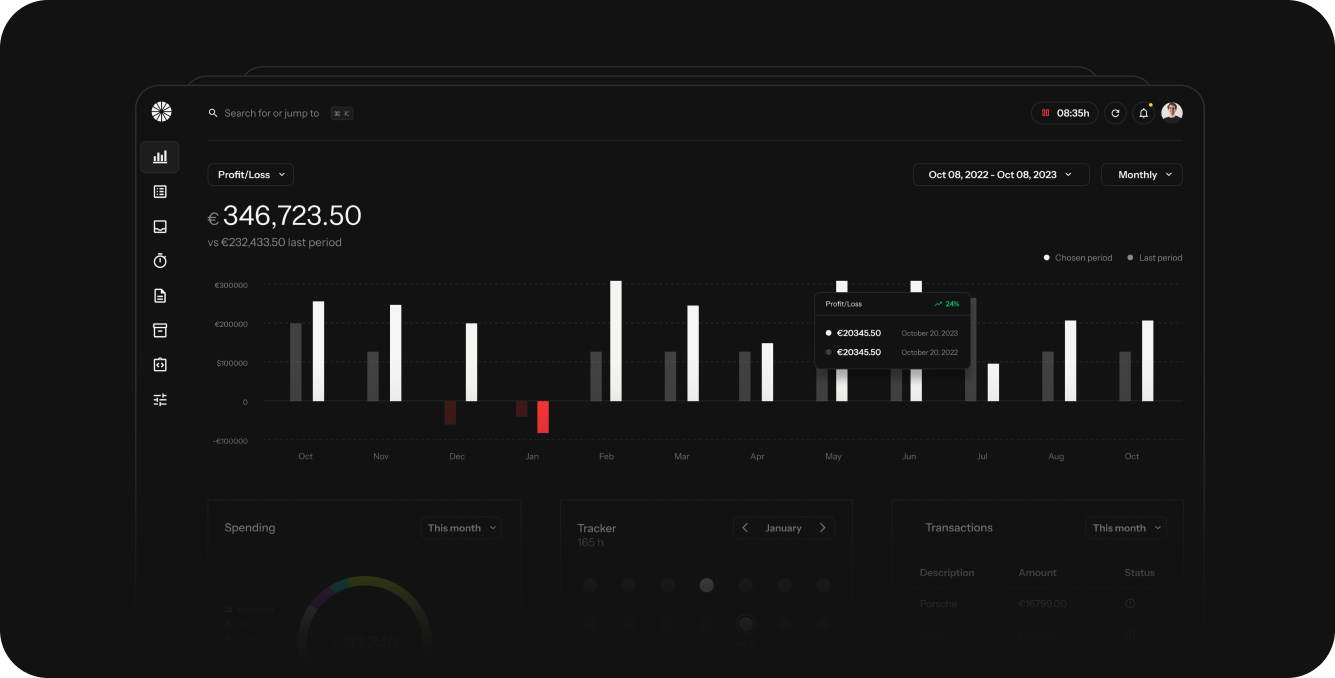 Search for or jump to ⌘ K
08:35h
Profit/Loss
Oct 08, 2022 - Oct 08, 2023
Monthly
€ 346,723.50
vs €232,433.50 last period
Chosen period
Last period
€300000
€200000
$100000
0
-€100000
Profit/Loss
24%
€20345.50 October 20, 2023
€20345.50 October 20, 2022
Oct Nov Dec Jan Feb Mar Apr May Jun Jul Aug Oct
Spending
This month
Tracker
165 h
January
Transactions
This month
Description Amount Status
Porsche €16799.00